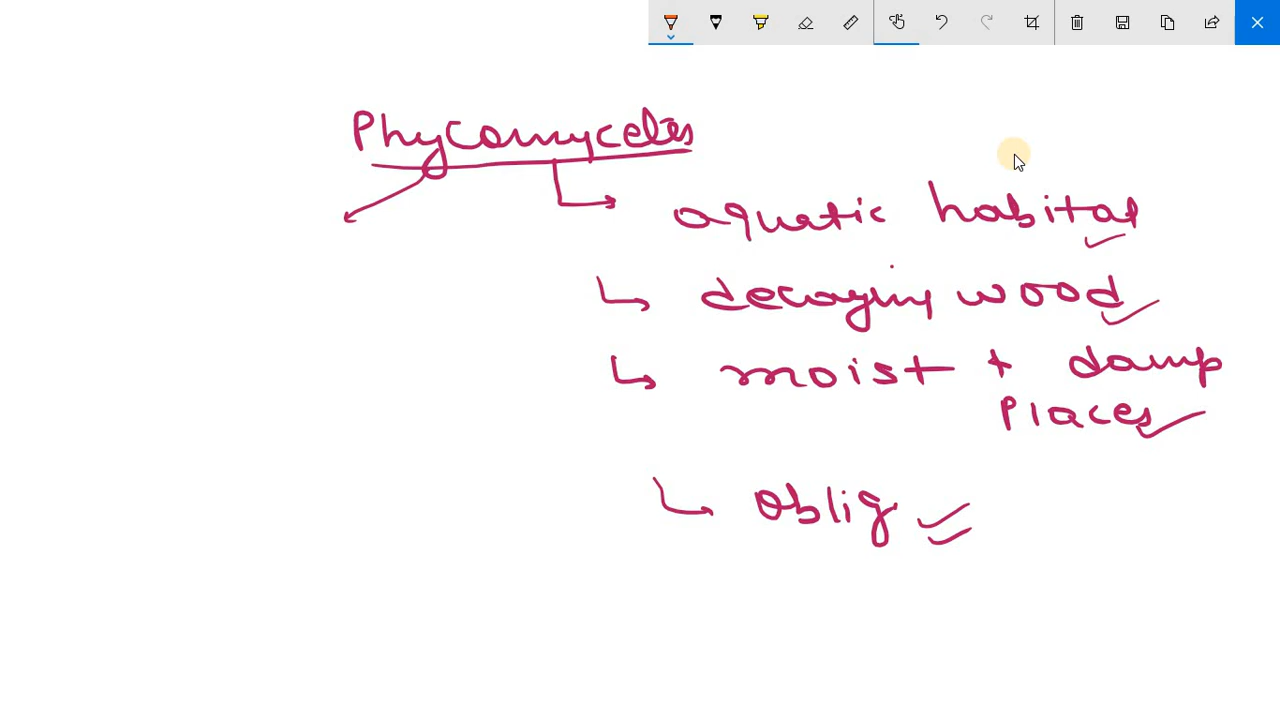 Phycomycetes
aquatic habitat
decaying wood
moist + damp
Places
Oblig